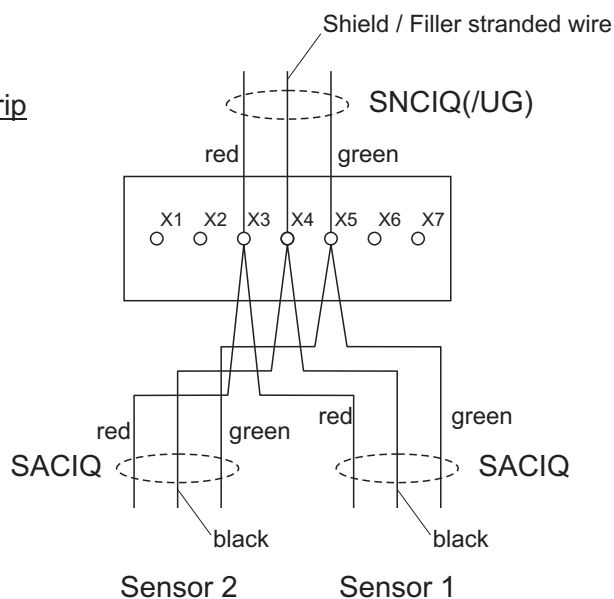 Shield / Filler stranded wire
rip
SNCIQ(/UG)
red green
X1 X2 X3 X4 X5 X6 X7
red green red green
SACIQ SACIQ
black black
Sensor 2 Sensor 1